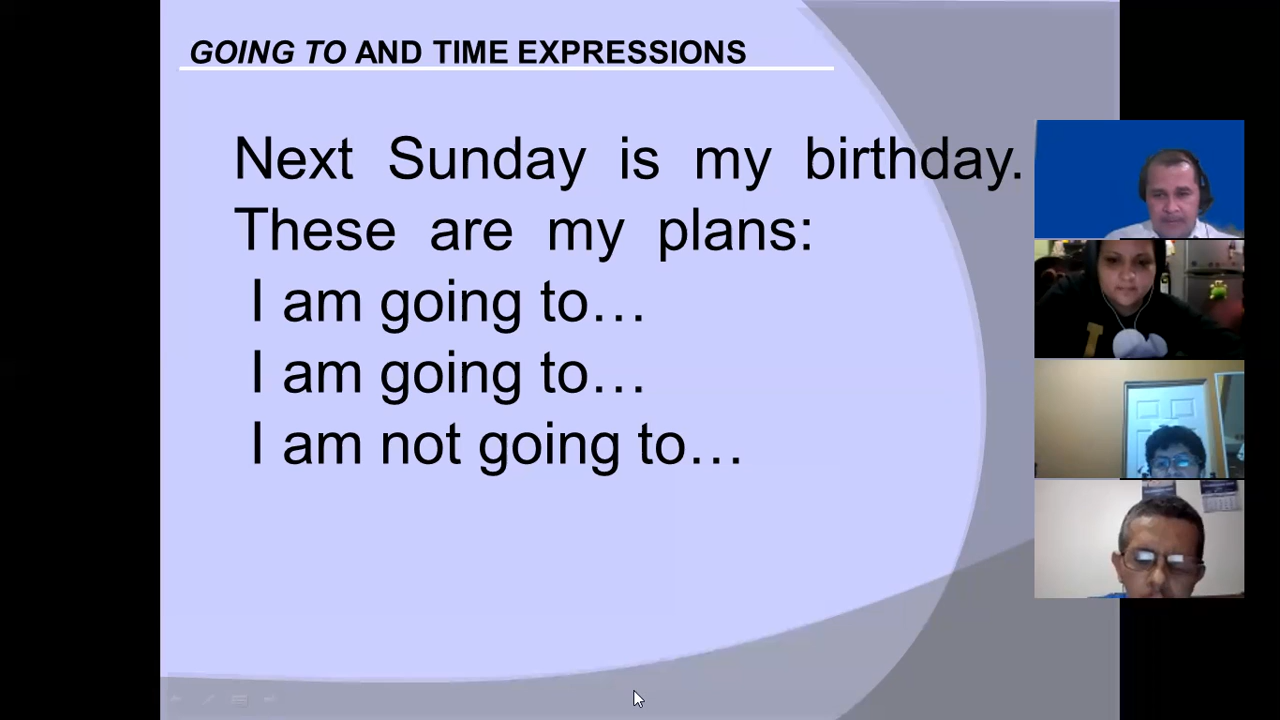 GOING TO AND TIME EXPRESSIONS
Next Sunday is my birthday.
These are my plans:
I am going to…
I am going to…
I am not going to…